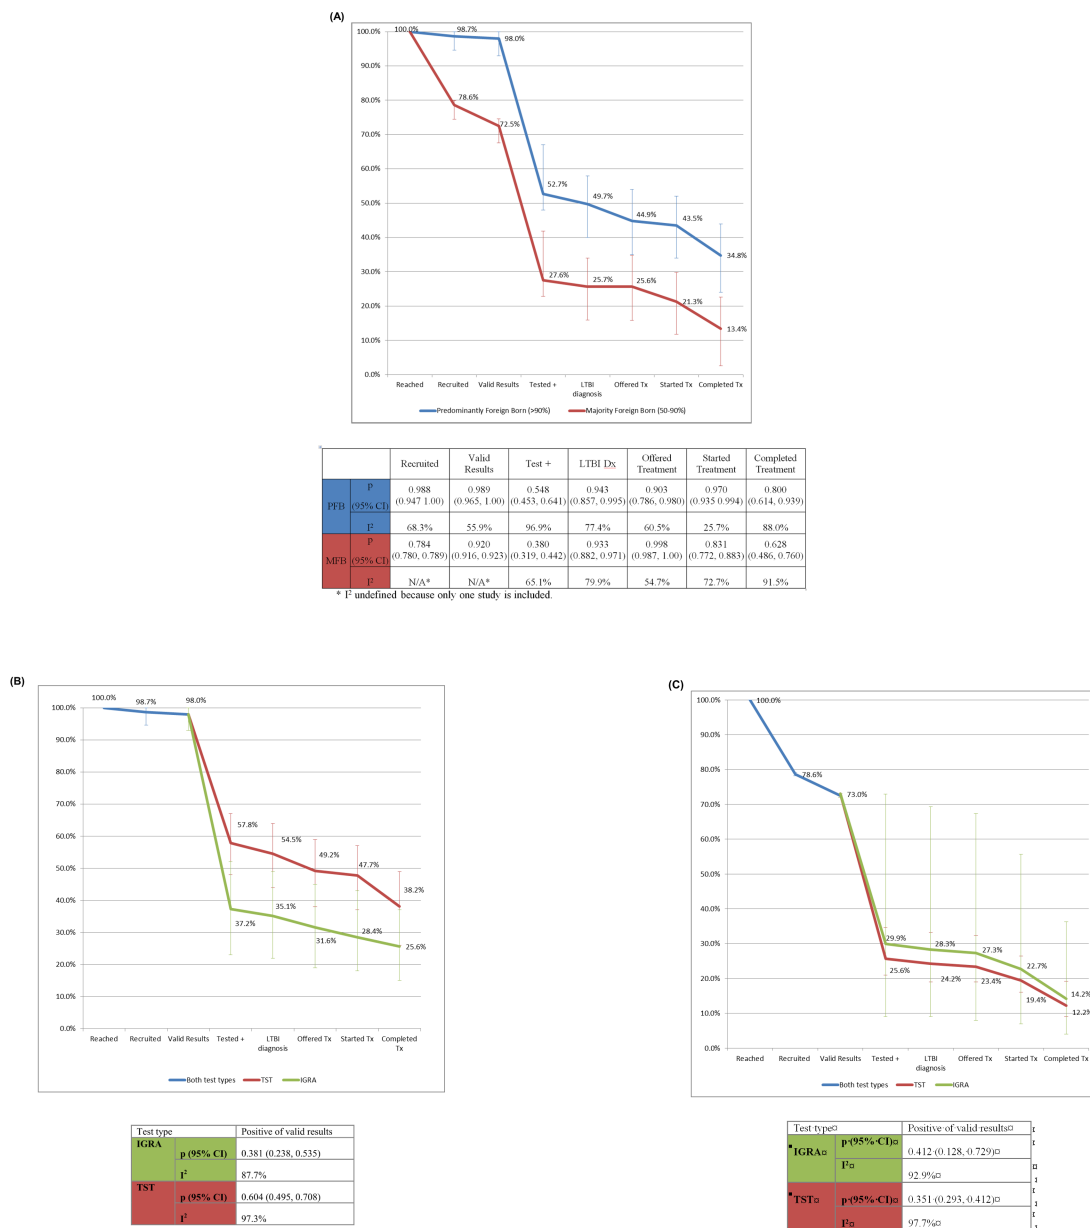 (A)
100.0%
100.0%
98.7%
98.0%
90.0%
80.0%
78.6%
72.5%
70.0%
60.0%
52.7%
50.0%
49.7%
44.9%
43.5%
40.0%
34.8%
30.0%
27.6%
25.7%
25.6%
21.3%
20.0%
13.4%
10.0%
0.0%
Reached Recruited Valid Results Tested + LTBI diagnosis Offered Tx Started Tx Completed Tx
Predominantly Foreign Born (>90%) Majority Foreign Born (50-90%)
Recruited Valid Results Test + LTBI Dx Offered Treatment Started Treatment Completed Treatment
PFB p (95% CI) 0.988 (0.947 1.00) 0.989 (0.965, 1.00) 0.548 (0.453, 0.641) 0.943 (0.857, 0.995) 0.903 (0.786, 0.980) 0.970 (0.935 0.994) 0.800 (0.614, 0.939)
I² 68.3% 55.9% 96.9% 77.4% 60.5% 25.7% 88.0%
MFB p (95% CI) 0.784 (0.780, 0.789) 0.920 (0.916, 0.923) 0.380 (0.319, 0.442) 0.933 (0.882, 0.971) 0.998 (0.987, 1.00) 0.831 (0.772, 0.883) 0.628 (0.486, 0.760)
I² N/A* N/A* 65.1% 79.9% 54.7% 72.7% 91.5%
* I² undefined because only one study is included.
(B)
100.0%
98.7%
98.0%
100.0%
90.0%
80.0%
70.0%
60.0%
57.8%
54.5%
50.0%
49.2%
47.7%
40.0%
38.2%
37.2%
35.1%
31.6%
30.0%
28.4%
25.6%
20.0%
10.0%
0.0%
Reached Recruited Valid Results Tested + LTBI diagnosis Offered Tx Started Tx Completed Tx
Both test types TST IGRA
Test type Positive of valid results
IGRA p (95% CI) 0.381 (0.238, 0.535)
I² 87.7%
TST p (95% CI) 0.604 (0.495, 0.708)
I² 97.3%
(C)
100.0%
100.0%
90.0%
80.0%
78.6%
73.0%
70.0%
60.0%
50.0%
40.0%
30.0%
29.9%
28.3%
27.3%
25.6%
24.2%
23.4%
22.7%
20.0%
19.4%
14.2%
12.2%
10.0%
0.0%
Reached Recruited Valid Results Tested + LTBI diagnosis Offered Tx Started Tx Completed Tx
Both test types TST IGRA
Test type¤ Positive·of·valid·results¤
IGRA¤ p·(95%·CI)¤ 0.412·(0.128,·0.729)¤
I²¤ 92.9%¤
TST¤ p·(95%·CI)¤ 0.351·(0.293,·0.412)¤
I²¤ 97.7%¤